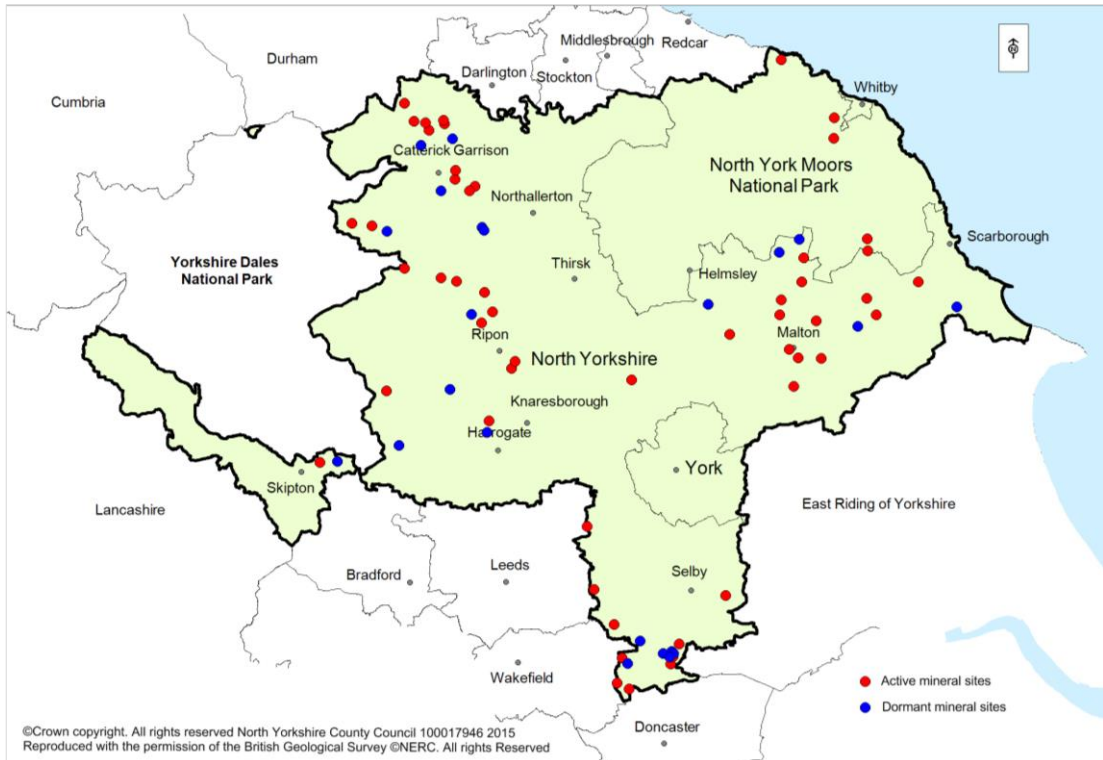 Middlesbrough
Redcar
Durham
Darlington
Stockton
Cumbria
Whitby
Catterick Garrison
North York Moors
National Park
Northallerton
Scarborough
Yorkshire Dales
National Park
Thirsk
Helmsley
Ripon
North Yorkshire
Malton
Knaresborough
Harrogate
York
Skipton
Lancashire
East Riding of Yorkshire
Bradford
Leeds
Selby
Wakefield
Active mineral sites
Dormant mineral sites
Doncaster
©Crown copyright. All rights reserved North Yorkshire County Council 100017946 2015
Reproduced with the permission of the British Geological Survey ©NERC. All rights Reserved